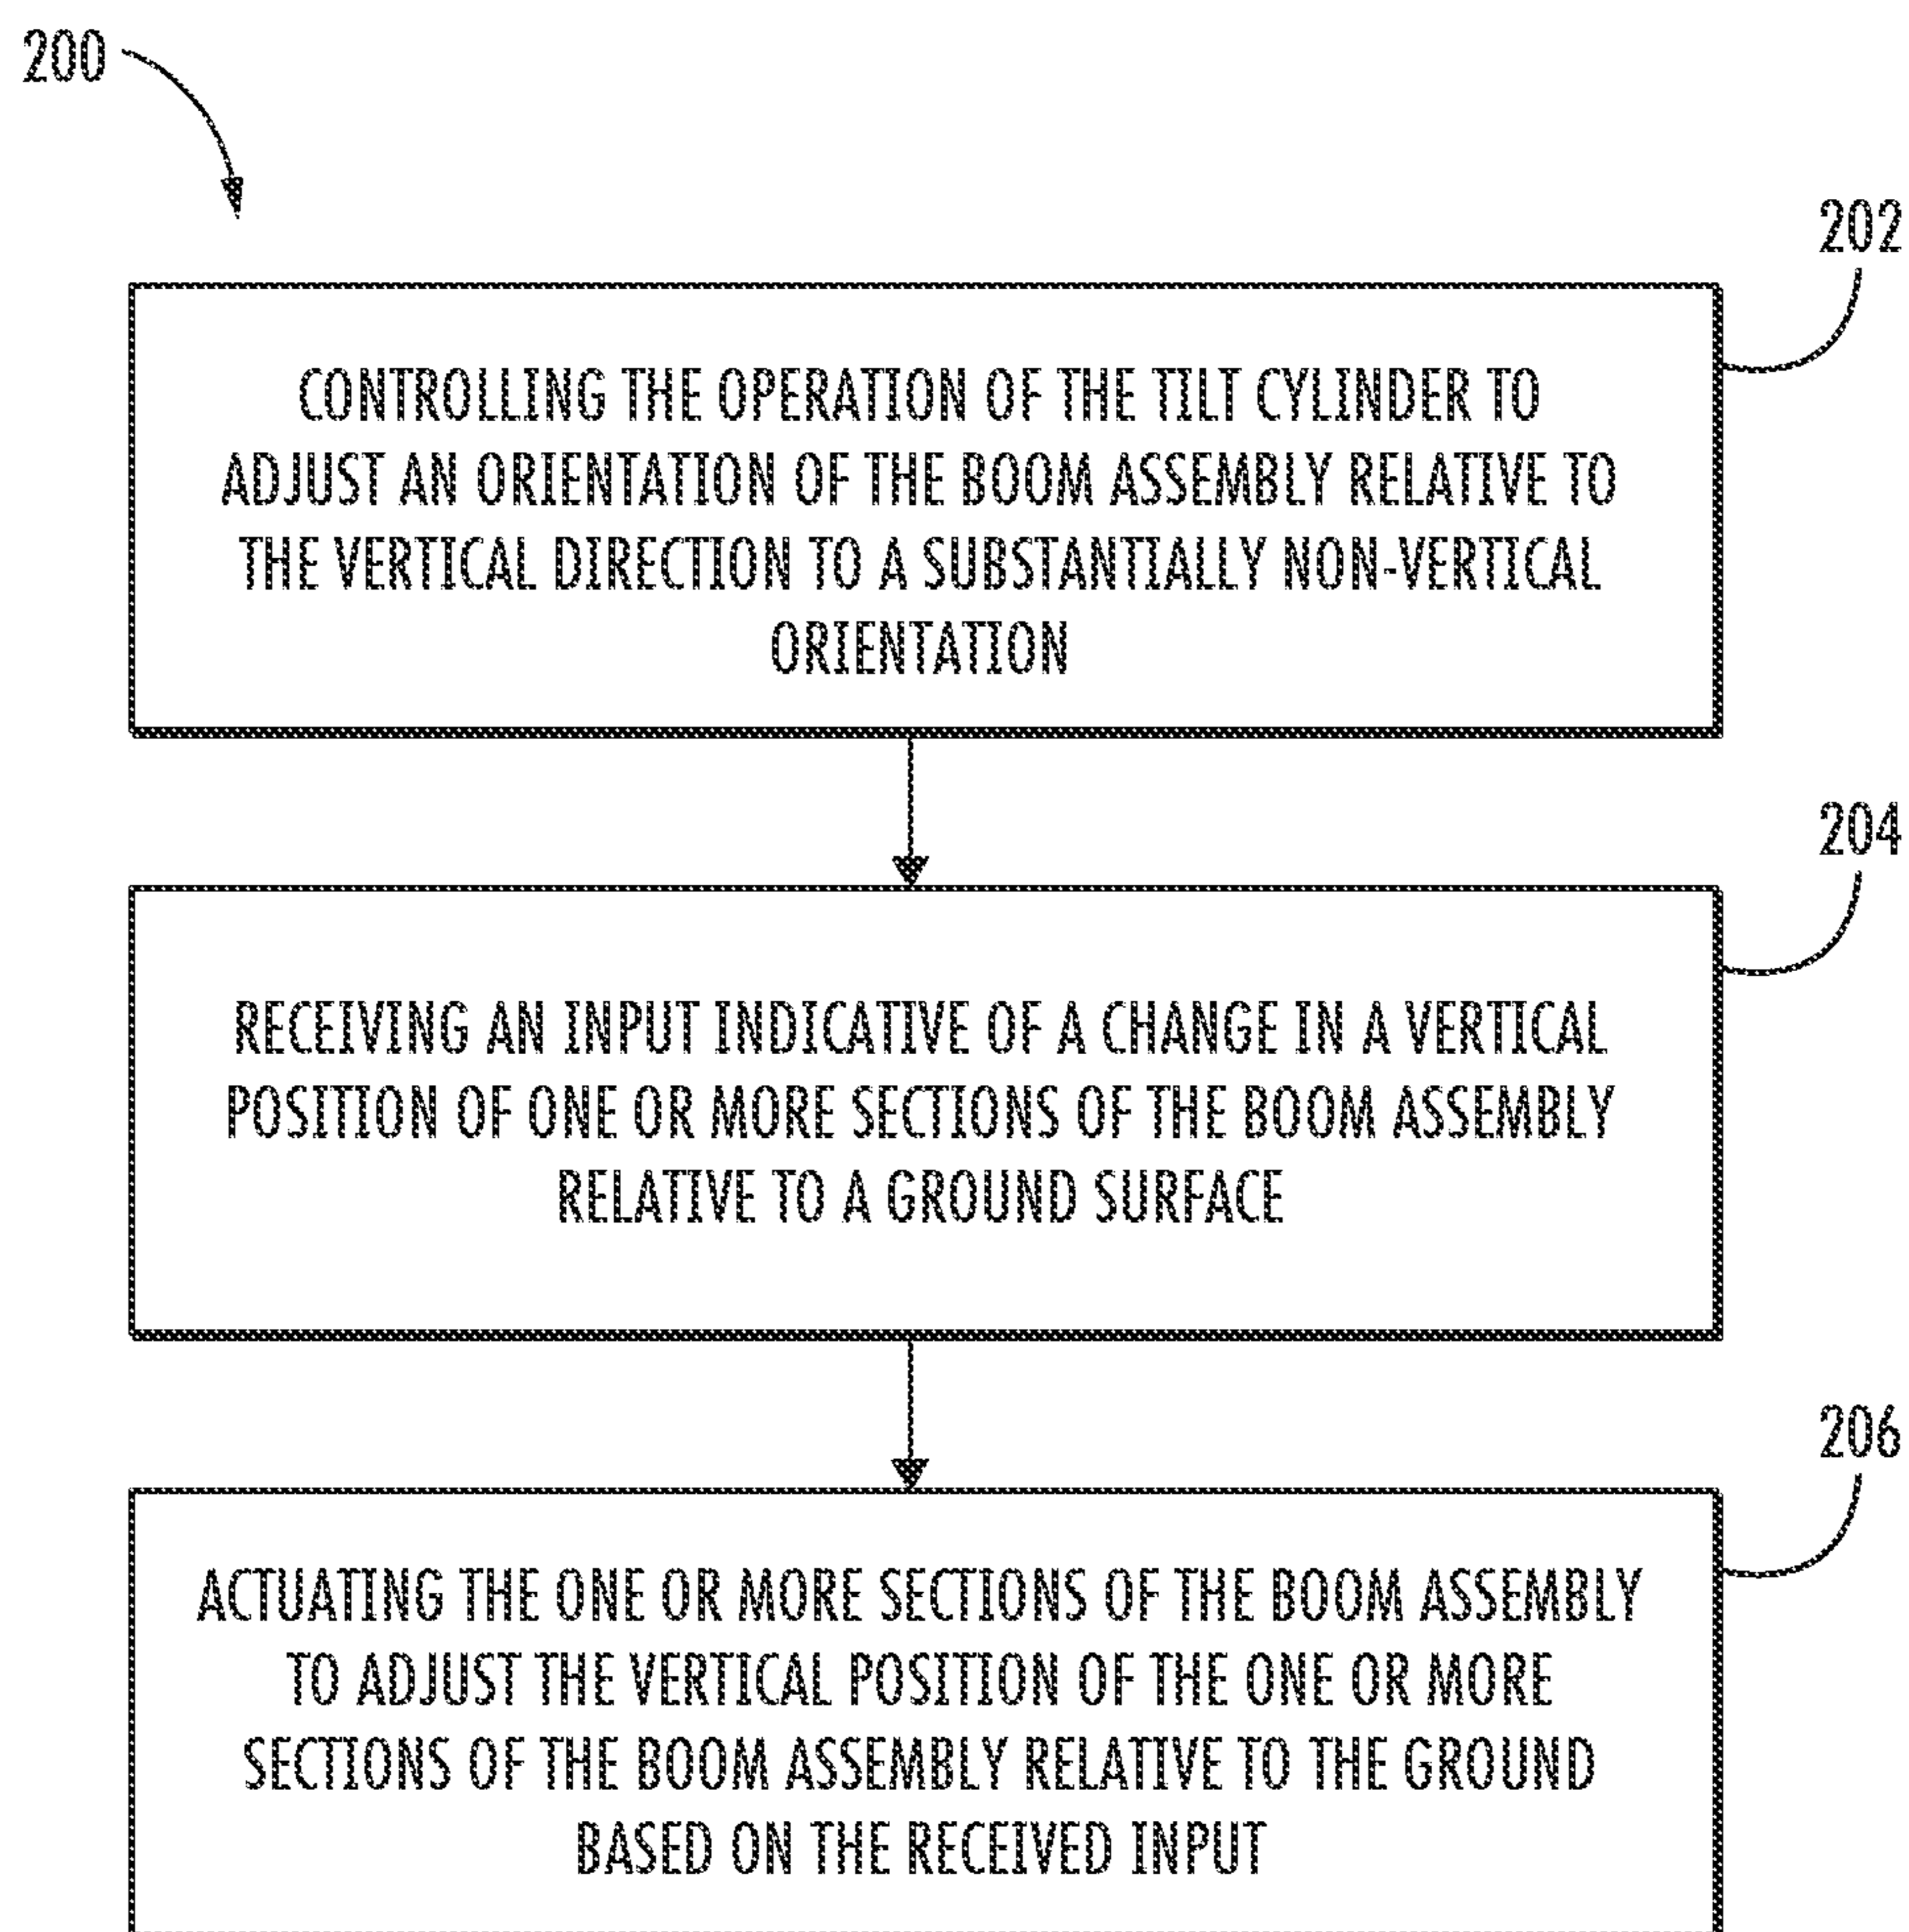 200
202
CONTROLLING THE OPERATION OF THE TILT CYLINDER TO
ADJUST AN ORIENTATION OF THE BOOM ASSEMBLY RELATIVE TO
THE VERTICAL DIRECTION TO A SUBSTANTIALLY NON-VERTICAL
ORIENTATION
204
RECEIVING AN INPUT INDICATIVE OF A CHANGE IN A VERTICAL
POSITION OF ONE OR MORE SECTIONS OF THE BOOM ASSEMBLY
RELATIVE TO A GROUND SURFACE
206
ACTUATING THE ONE OR MORE SECTIONS OF THE BOOM ASSEMBLY
TO ADJUST THE VERTICAL POSITION OF THE ONE OR MORE
SECTIONS OF THE BOOM ASSEMBLY RELATIVE TO THE GROUND
BASED ON THE RECEIVED INPUT